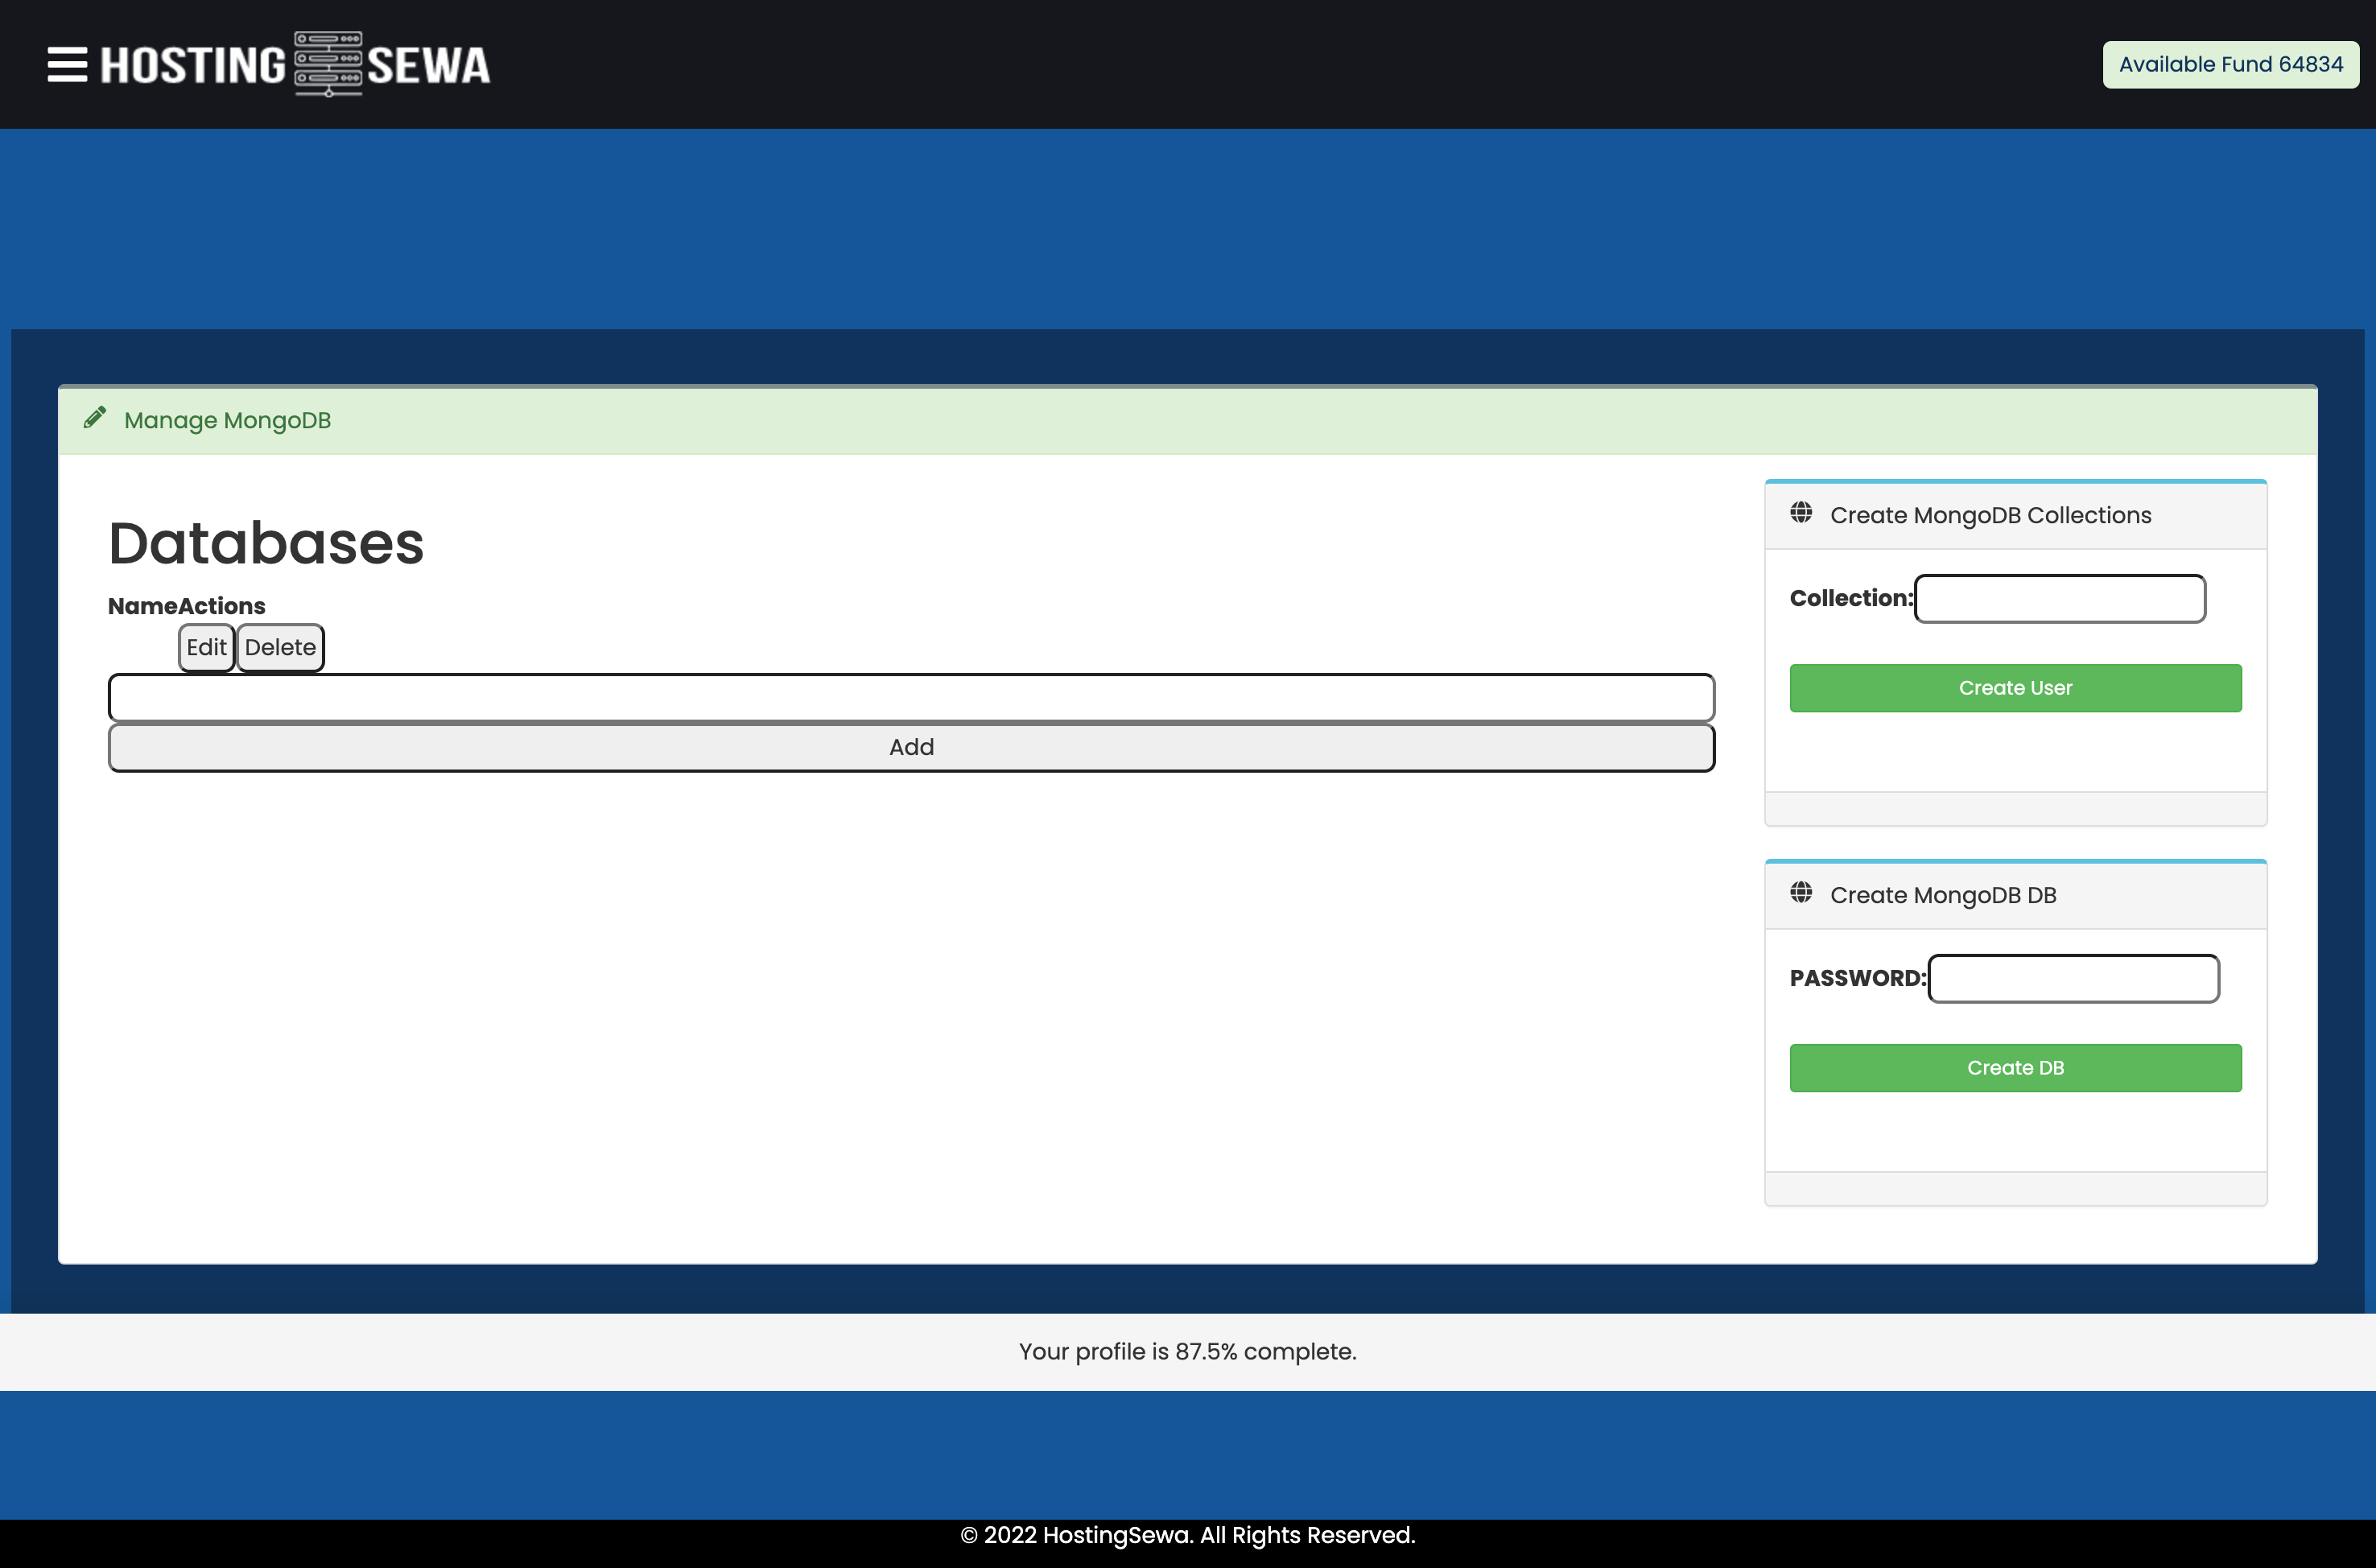 HOSTING SEWA
Available Fund 64834
Manage MongoDB
Databases
NameActions
Edit Delete
Add
Create MongoDB Collections
Collection:
Create User
Create MongoDB DB
PASSWORD:
Create DB
Your profile is 87.5% complete.
© 2022 HostingSewa. All Rights Reserved.